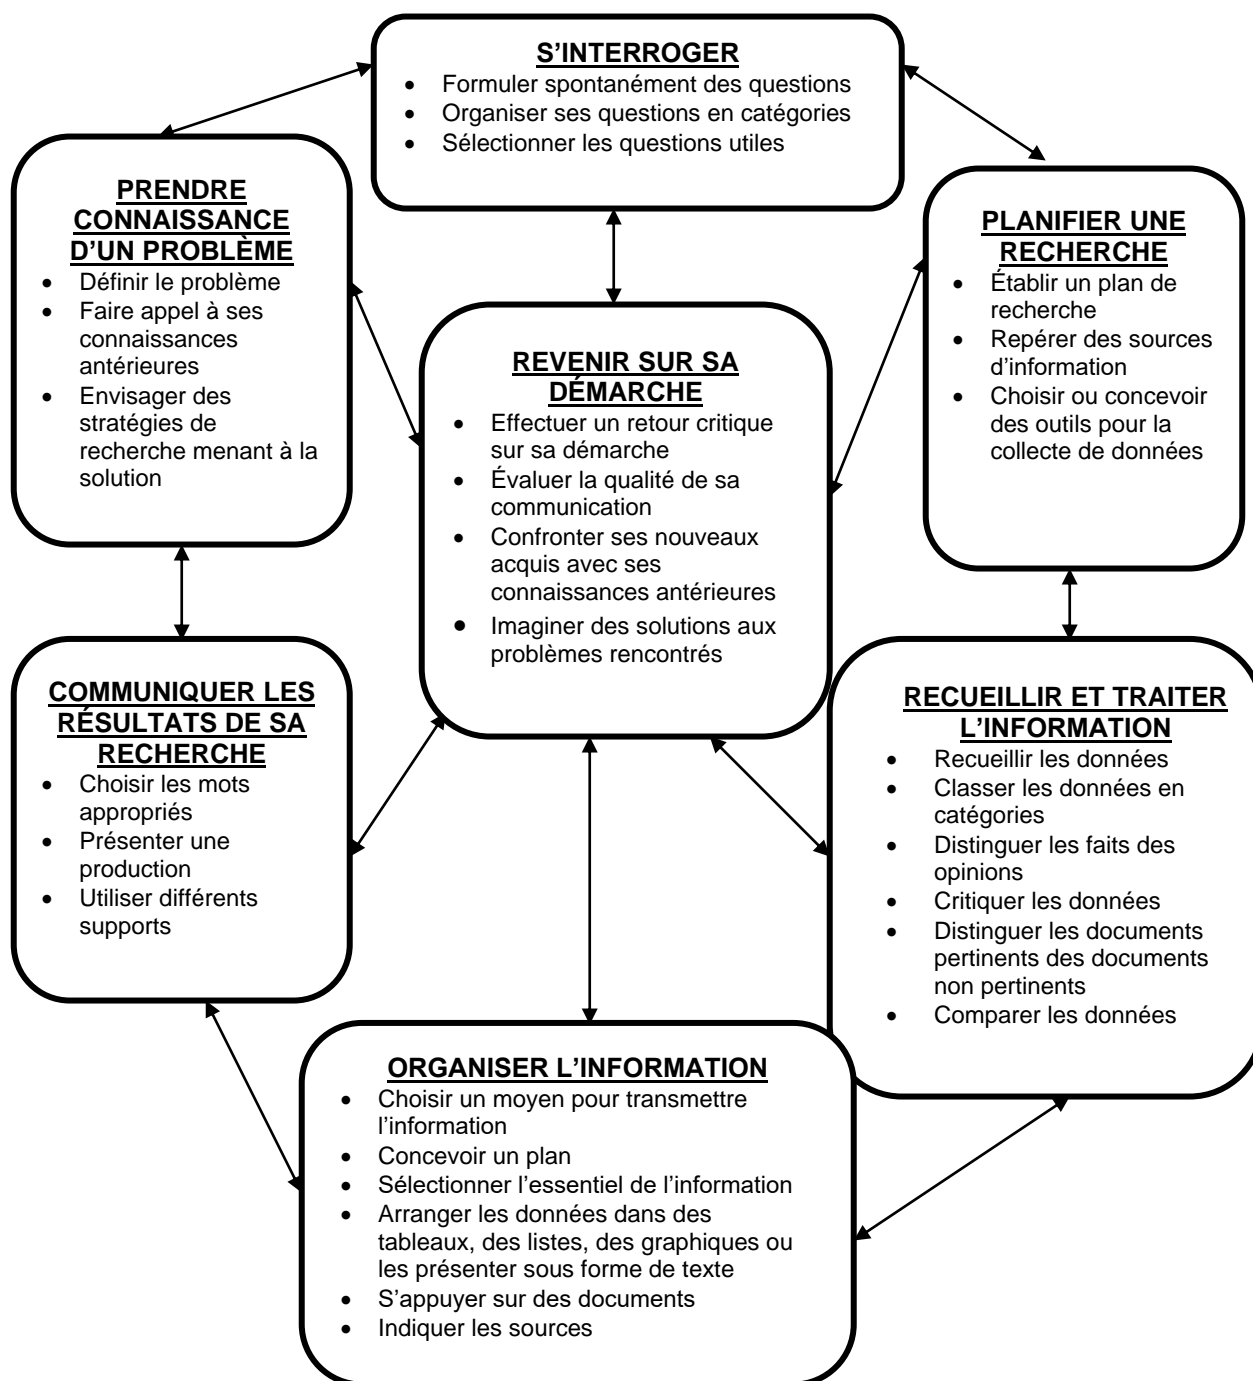 S’INTERROGER
• Formuler spontanément des questions
• Organiser ses questions en catégories
• Sélectionner les questions utiles
PRENDRE
CONNAISSANCE
D’UN PROBLÈME
• Définir le problème
• Faire appel à ses
connaissances
antérieures
• Envisager des
stratégies de
recherche menant à la
solution
PLANIFIER UNE
RECHERCHE
• Établir un plan de
recherche
• Repérer des sources
d’information
• Choisir ou concevoir
des outils pour la
collecte de données
REVENIR SUR SA
DÉMARCHE
• Effectuer un retour critique
sur sa démarche
• Évaluer la qualité de sa
communication
• Confronter ses nouveaux
acquis avec ses
connaissances antérieures
• Imaginer des solutions aux
problèmes rencontrés
COMMUNIQUER LES
RÉSULTATS DE SA
RECHERCHE
• Choisir les mots
appropriés
• Présenter une
production
• Utiliser différents
supports
RECUEILLIR ET TRAITER
L’INFORMATION
• Recueillir les données
• Classer les données en
catégories
• Distinguer les faits des
opinions
• Critiquer les données
• Distinguer les documents
pertinents des documents
non pertinents
• Comparer les données
ORGANISER L’INFORMATION
• Choisir un moyen pour transmettre
l’information
• Concevoir un plan
• Sélectionner l’essentiel de l’information
• Arranger les données dans des
tableaux, des listes, des graphiques ou
les présenter sous forme de texte
• S’appuyer sur des documents
• Indiquer les sources